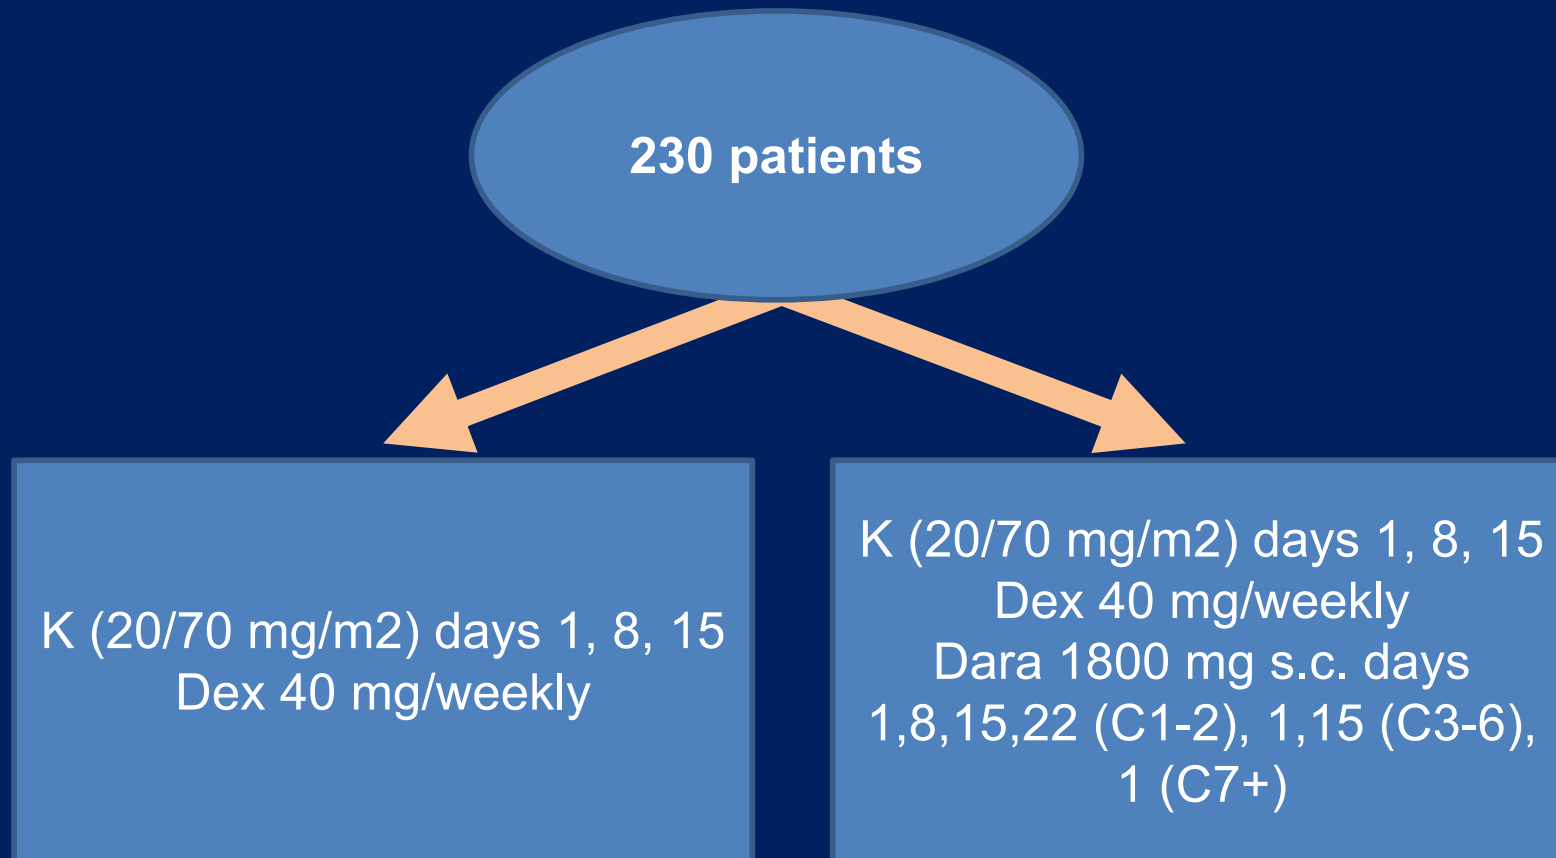 230 patients
K (20/70 mg/m2) days 1, 8, 15
Dex 40 mg/weekly
K (20/70 mg/m2) days 1, 8, 15
Dex 40 mg/weekly
Dara 1800 mg s.c. days
1,8,15,22 (C1-2), 1,15 (C3-6),
1 (C7+)